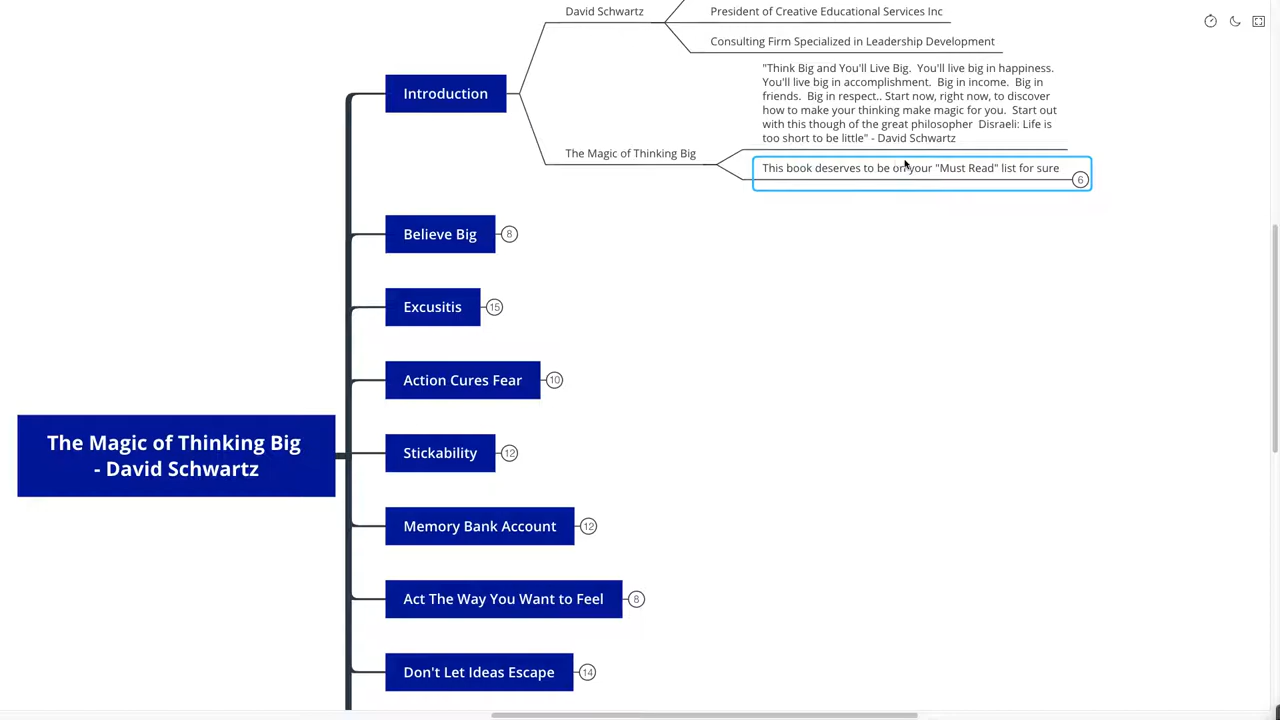 David Schwartz
President of Creative Educational Services Inc
Consulting Firm Specialized in Leadership Development
Introduction
"Think Big and You'll Live Big.  You'll live big in happiness.
You'll live big in accomplishment.  Big in income.  Big in
friends.  Big in respect.. Start now, right now, to discover
how to make your thinking make magic for you.  Start out
with this though of the great philosopher  Disraeli: Life is
too short to be little" - David Schwartz
The Magic of Thinking Big
This book deserves to be on your "Must Read" list for sure
6
Believe Big
8
Excusitis
15
Action Cures Fear
10
The Magic of Thinking Big
- David Schwartz
Stickability
12
Memory Bank Account
12
Act The Way You Want to Feel
8
Don't Let Ideas Escape
14